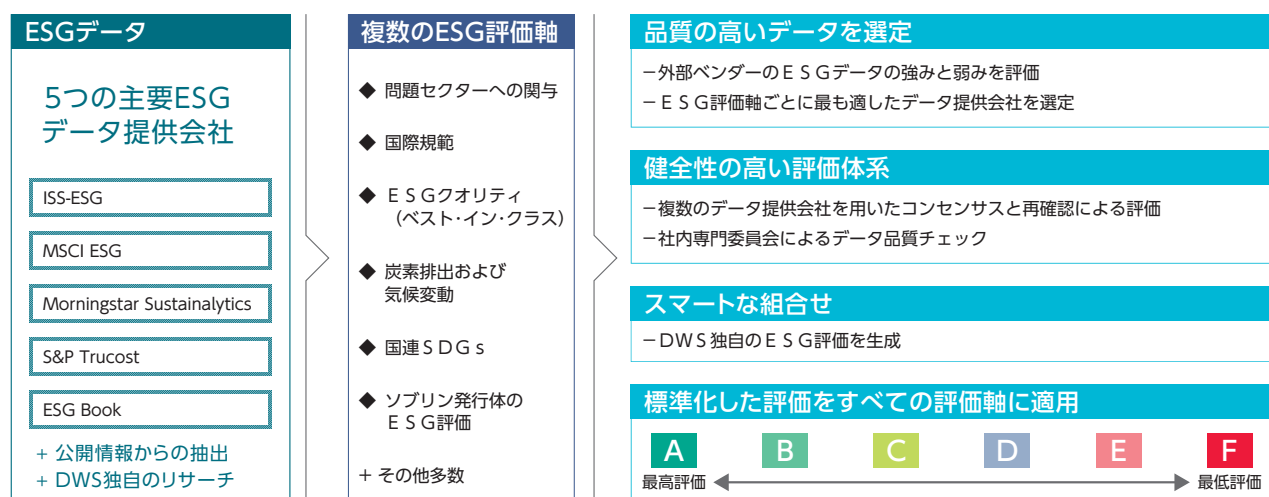 ESGデータ
5つの主要ESG
データ提供会社
ISS-ESG
MSCI ESG
Morningstar Sustainalytics
S&P Trucost
ESG Book
+ 公開情報からの抽出
+ DWS独自のリサーチ
複数のESG評価軸
◆ 問題セクターへの関与
◆ 国際規範
◆ ＥＳＧクオリティ
（ベスト・イン・クラス）
◆ 炭素排出および
気候変動
◆ 国連ＳＤＧｓ
◆ ソブリン発行体の
ＥＳＧ評価
+ その他多数
品質の高いデータを選定
－外部ベンダーのＥＳＧデータの強みと弱みを評価
－ＥＳＧ評価軸ごとに最も適したデータ提供会社を選定
健全性の高い評価体系
－複数のデータ提供会社を用いたコンセンサスと再確認による評価
－社内専門委員会によるデータ品質チェック
スマートな組合せ
－ＤＷＳ独自のＥＳＧ評価を生成
標準化した評価をすべての評価軸に適用
A B C D E F
最高評価 最低評価